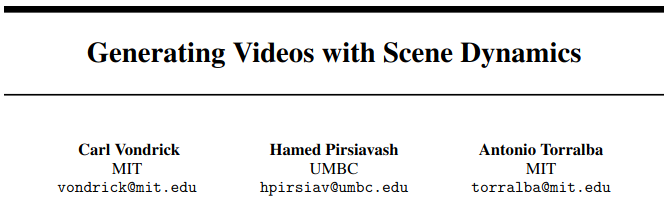 Generating Videos with Scene Dynamics
Carl Vondrick Hamed Pirsiavash Antonio Torralba
MIT UMBC MIT
vondrick@mit.edu hpirsiav@umbc.edu torralba@mit.edu